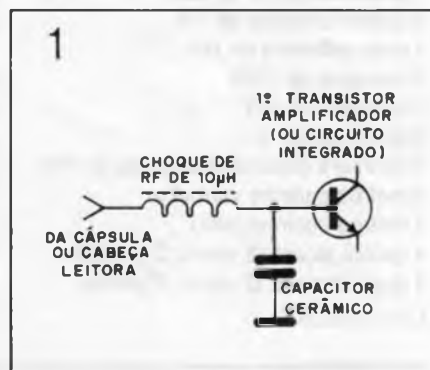 1
1º TRANSISTOR
AMPLIFICADOR
(OU CIRCUITO
INTEGRADO)
CHOQUE DE
RF DE 10µH
DA CÁPSULA
OU CABEÇA
LEITORA
CAPACITOR
CERÂMICO